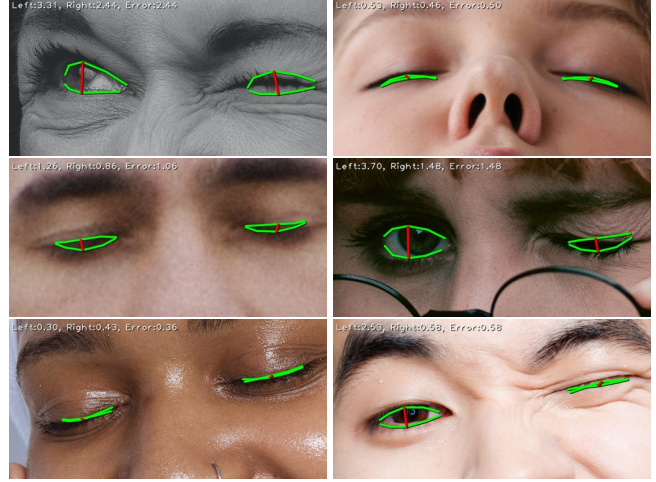 Left:3.31, Right:2.44, Error:2.44
Left:0.53, Right:0.46, Error:0.50
Left:1.26, Right:0.86, Error:1.06
Left:3.70, Right:1.48, Error:1.48
Left:0.30, Right:0.43, Error:0.36
Left:2.53, Right:0.58, Error:0.58